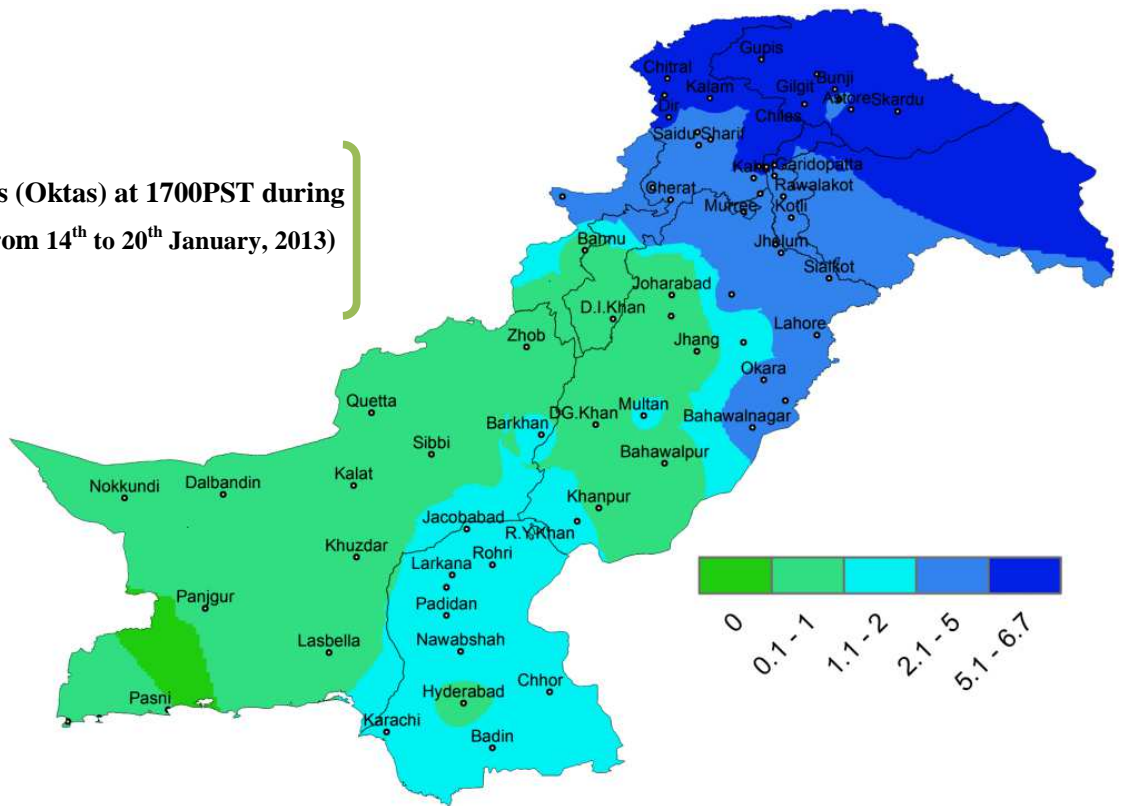 Gupis
Chitral
Bunji
Kalam
Gilgit
Astore
Skardu
Dir
Chilas
Saidu Sharif
Garidopatta
s (Oktas) at 1700PST during
Cherat
Rawalakot
Murree
Kotli
rom 14th to 20th January, 2013)
Jhelum
Bannu
Sialkot
Joharabad
D.I.Khan
Lahore
Zhob
Jhang
Okara
Quetta
DG.Khan
Multan
Barkhan
Bahawalnagar
Sibbi
Bahawalpur
Kalat
Nokkundi
Dalbandin
Khanpur
Jacobabad
R.Y.Khan
Khuzdar
Rohri
Larkana
Panjgur
Padidan
0
0.1 - 1
1.1 - 2
2.1 - 5
5.1 - 6.7
Lasbella
Nawabshah
Chhor
Pasni
Hyderabad
Karachi
Badin